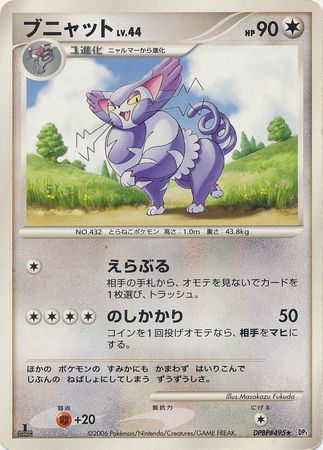 ブニャット LV.44 HP 90
1進化 ニャルマーから進化
NO.432 とらねこポケモン 高さ：1.0m 重さ：43.8kg
えらぶる
相手の手札から、オモテを見ないでカードを
1枚選び、トラッシュ。
のしかかり 50
コインを1回投げオモテなら、相手をマヒに
する。
ほかの ポケモンの すみかにも かまわず はいりこんで
じぶんの ねばしょにしてしまう ずうずうしさ。
Illus.Masakazu Fukuda
弱点 抵抗力 にげる
+20
©2006 Pokémon/Nintendo/Creatures/GAME FREAK.
DPBP#495★ DP1